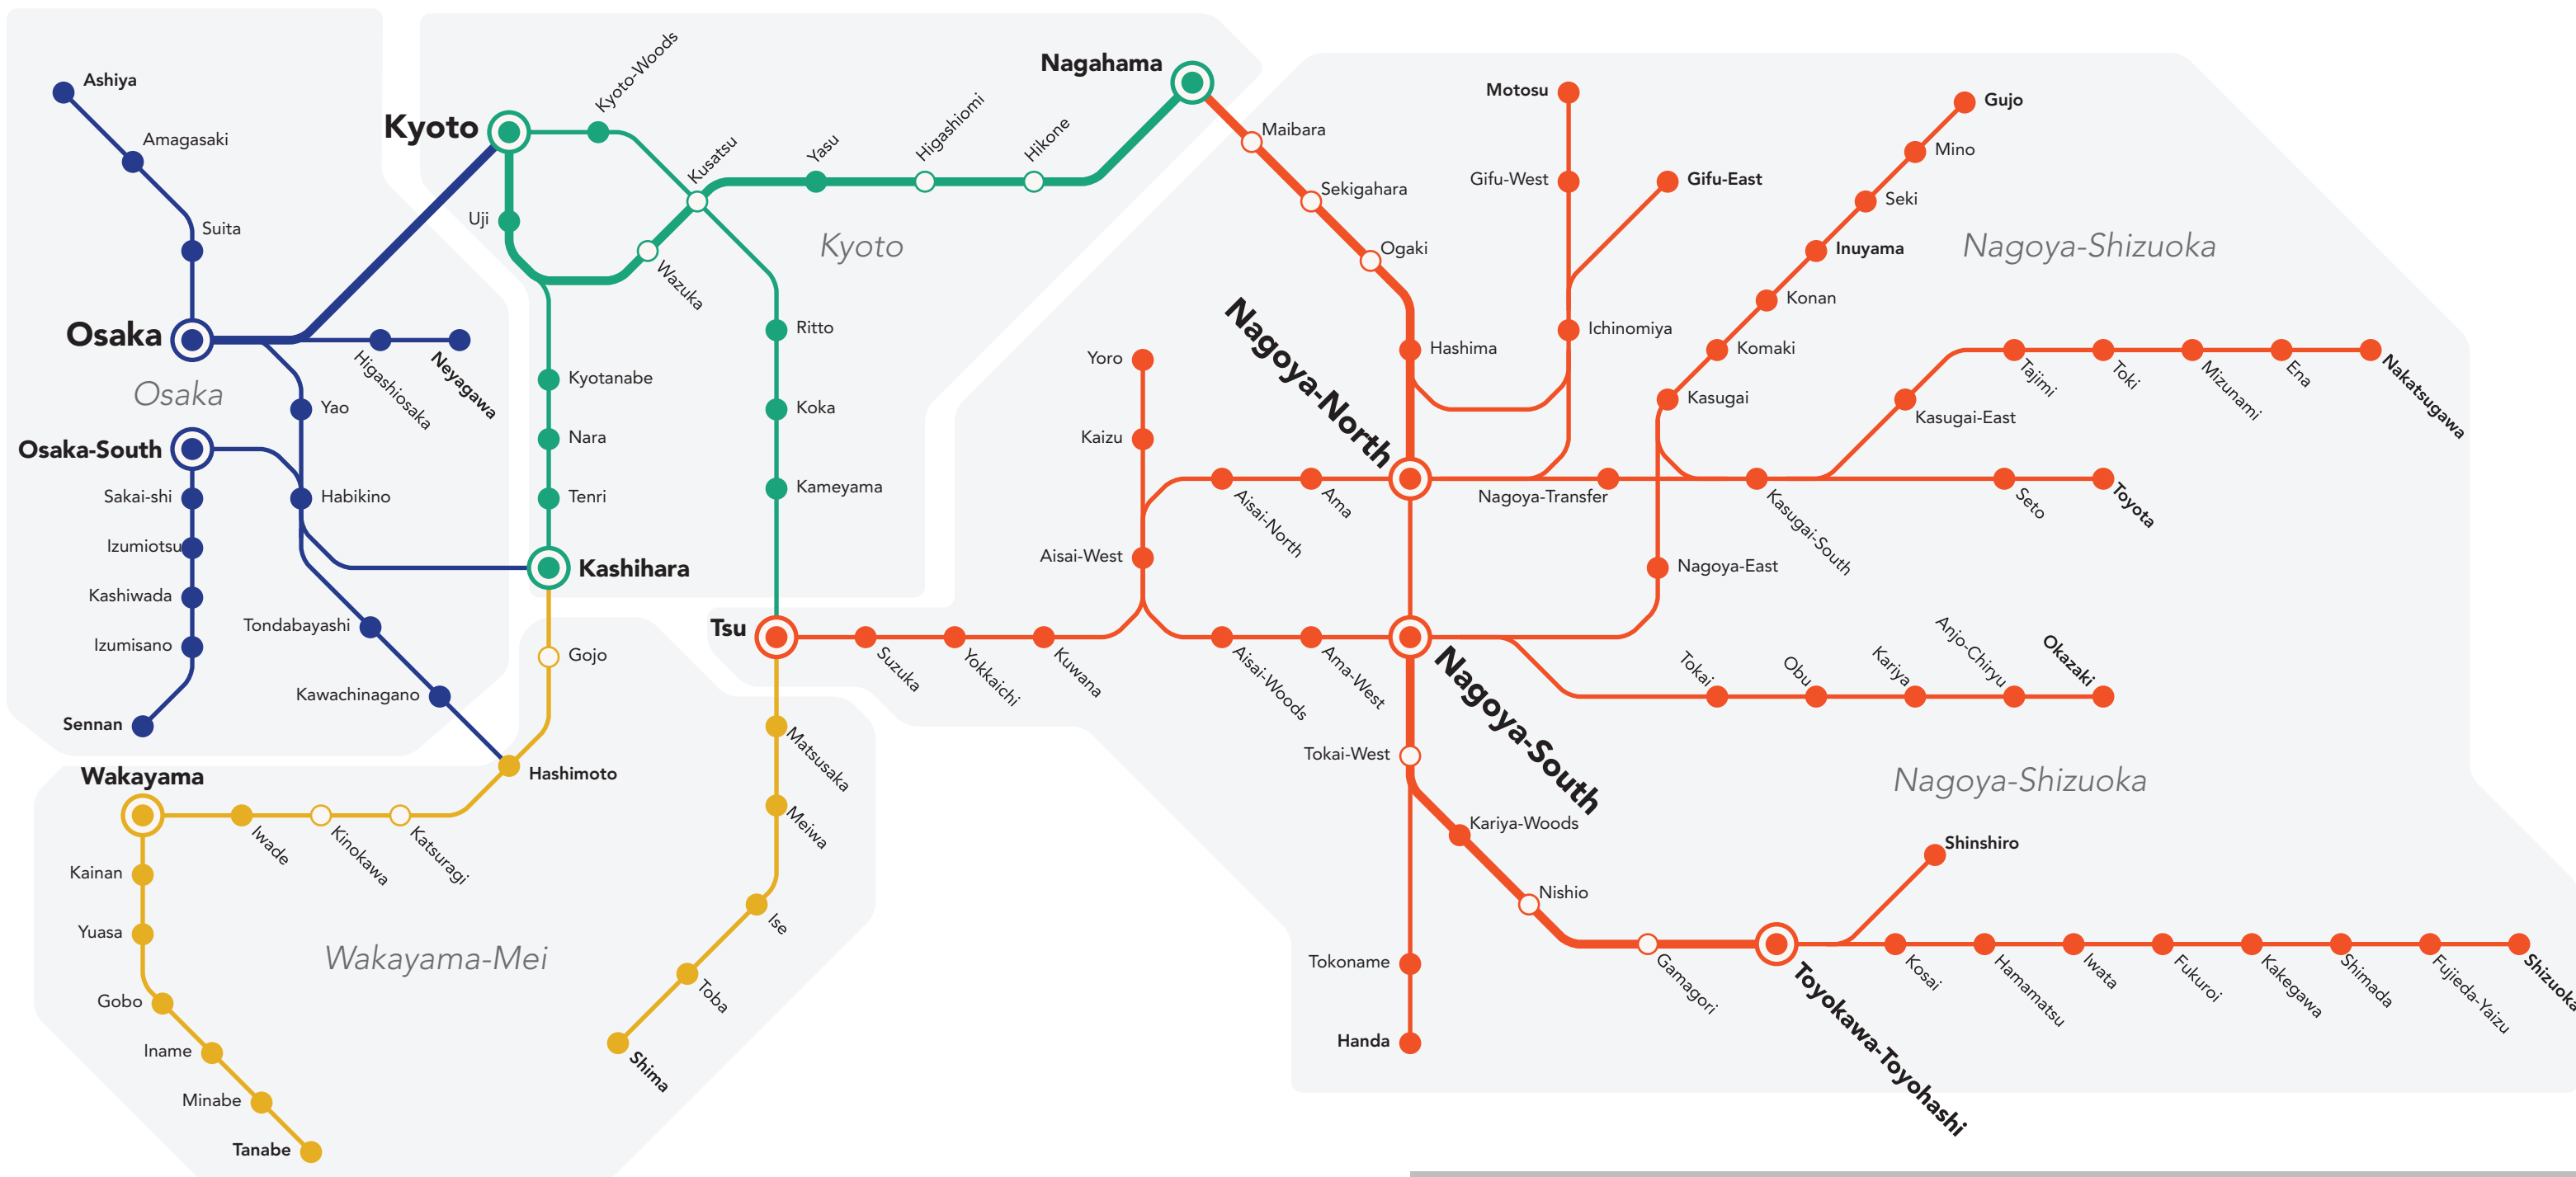 Ashiya
Amagasaki
Suita
Osaka
Osaka
Higashiosaka
Neyagawa
Yao
Osaka-South
Sakai-shi
Habikino
Izumiotsu
Kashiwada
Izumisano
Sennan
Tondabayashi
Kawachinagano
Kyoto
Kyoto-Woods
Kusatsu
Yasu
Higashiomi
Hikone
Nagahama
Uji
Wazuka
Kyoto
Kyotanabe
Nara
Tenri
Kashihara
Ritto
Koka
Kameyama
Tsu
Gojo
Hashimoto
Wakayama
Iwade
Kinokawa
Katsuragi
Kainan
Yuasa
Gobo
Iname
Minabe
Tanabe
Wakayama-Mei
Matsusaka
Meiwa
Ise
Toba
Shima
Maibara
Sekigahara
Ogaki
Hashima
Nagoya-North
Motosu
Gifu-West
Gifu-East
Ichinomiya
Gujo
Mino
Seki
Inuyama
Konan
Komaki
Kasugai
Nagoya-Shizuoka
Yoro
Kaizu
Aisai-West
Aisai-North
Ama
Nagoya-Transfer
Kasugai-South
Kasugai-East
Tajimi
Toki
Mizunami
Ena
Nakatsugawa
Seto
Toyota
Nagoya-East
Suzuka
Yokkaichi
Kuwana
Aisai-Woods
Ama-West
Nagoya-South
Tokai
Obu
Kariya
Anjo-Chiryu
Okazaki
Nagoya-Shizuoka
Tokai-West
Kariya-Woods
Nishio
Gamagori
Tokoname
Handa
Toyokawa-Toyohashi
Shinshiro
Kosai
Hamamatsu
Iwata
Fukuroi
Kakegawa
Shimada
Fujieda-Yaizu
Shizuoka